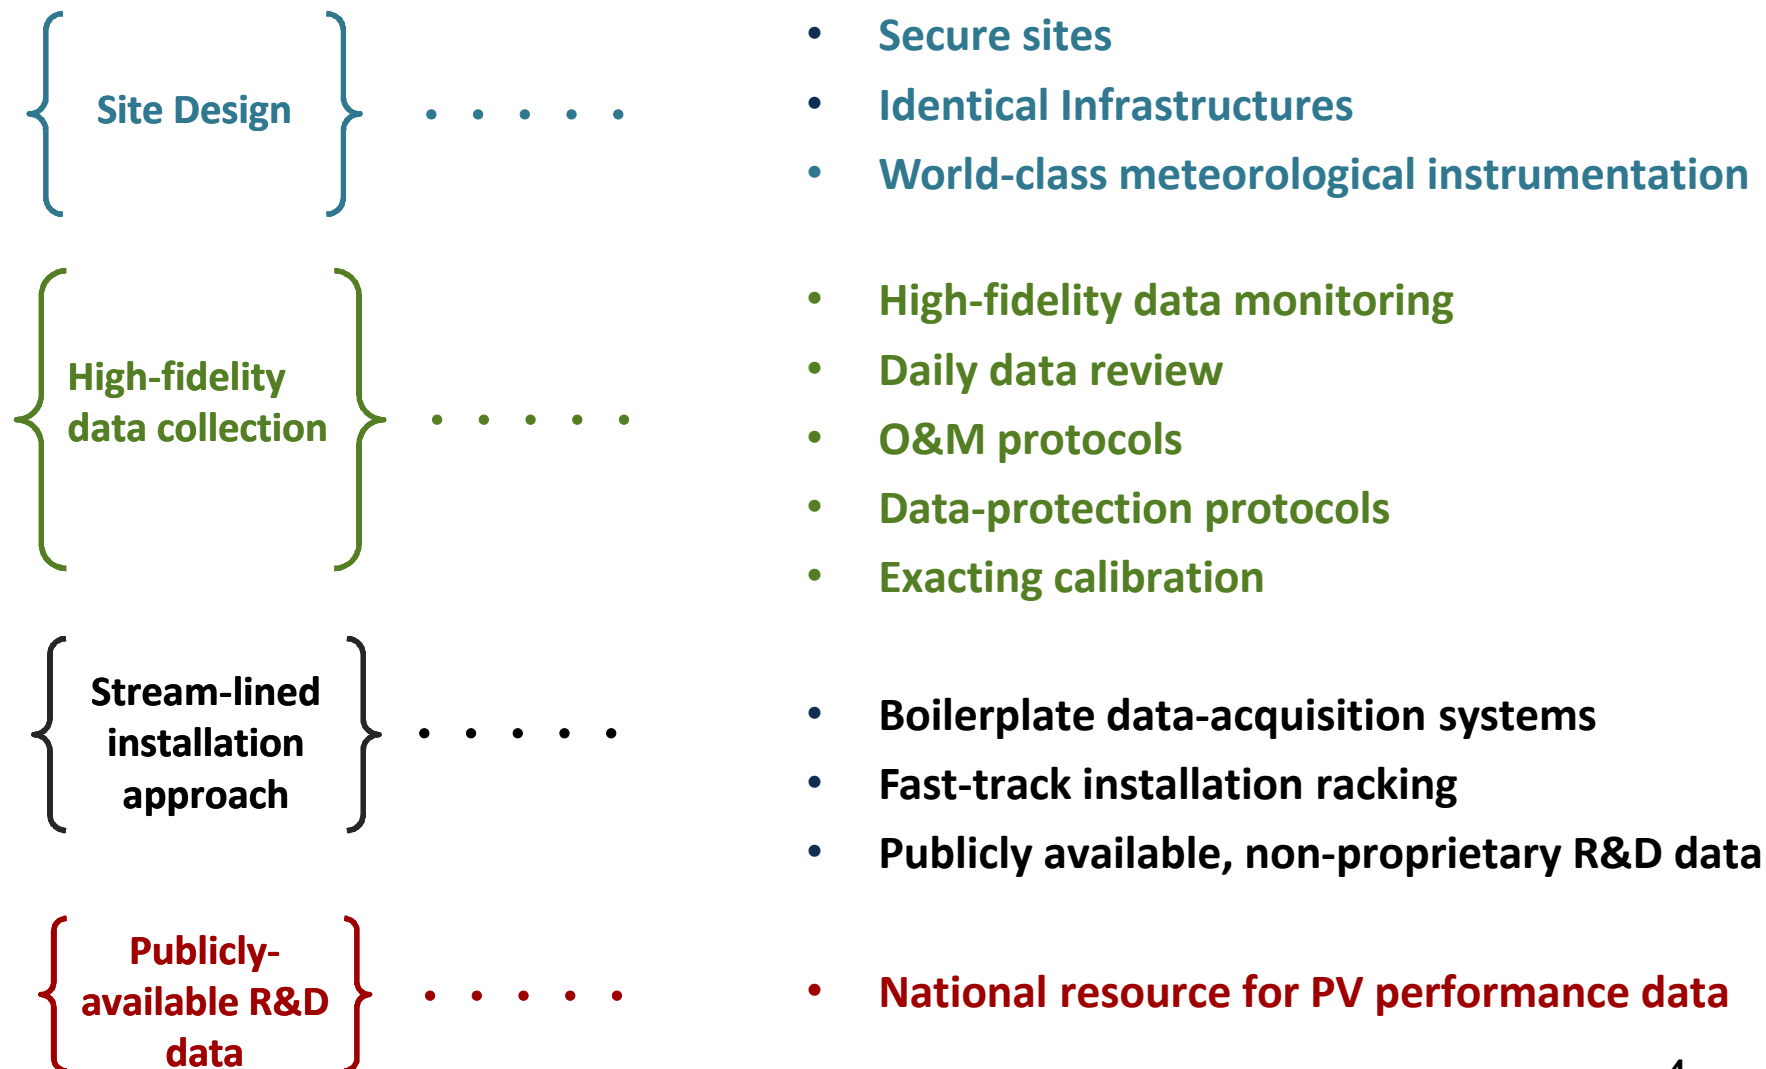 Site Design
• Secure sites
• Identical Infrastructures
• World-class meteorological instrumentation
High-fidelity
data collection
• High-fidelity data monitoring
• Daily data review
• O&M protocols
• Data-protection protocols
• Exacting calibration
Stream-lined
installation
approach
• Boilerplate data-acquisition systems
• Fast-track installation racking
• Publicly available, non-proprietary R&D data
Publicly-
available R&D
data
• National resource for PV performance data
4